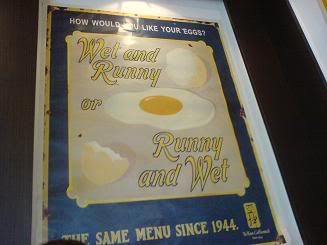 HOW WOULD YOU LIKE YOUR EGGS?
Wet and
Runny
or
Runny
and Wet
THE SAME MENU SINCE 1944.